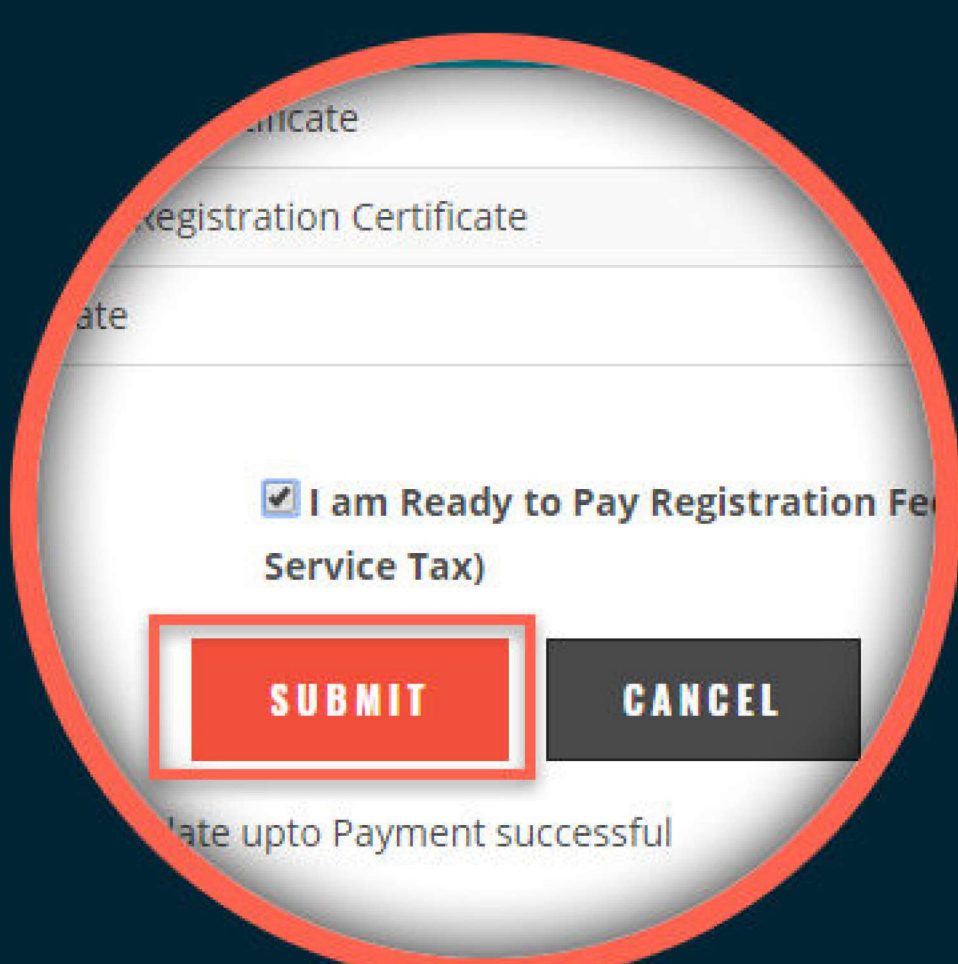 Registration Certificate
I am Ready to Pay Registration
Service Tax)
SUBMIT
CANCEL
upto Payment successful